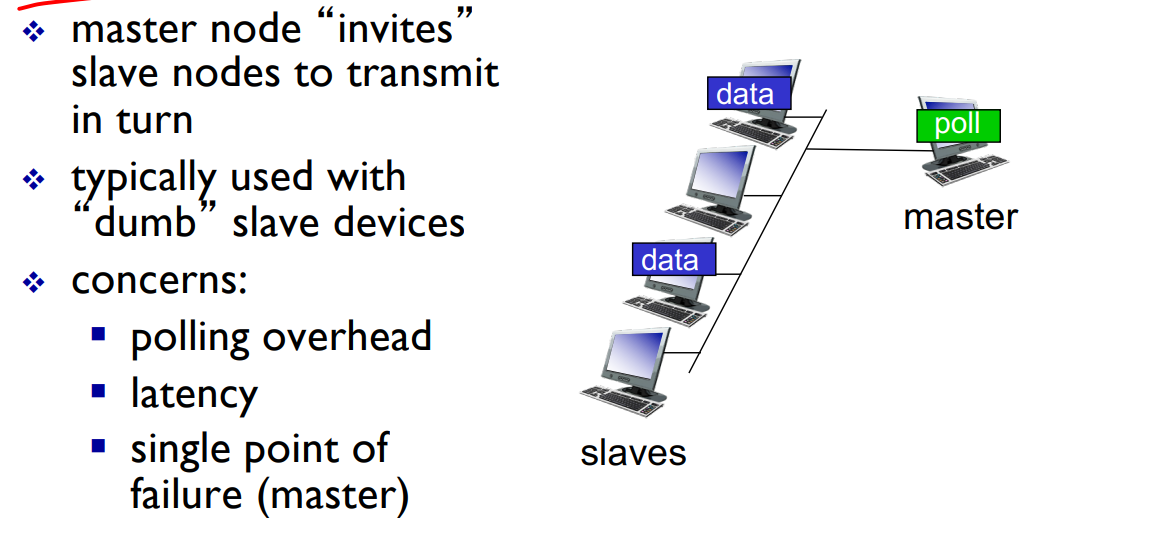 master node “invites”
slave nodes to transmit
in turn
typically used with
“dumb” slave devices
concerns:
polling overhead
latency
single point of
failure (master)
data
poll
master
data
slaves